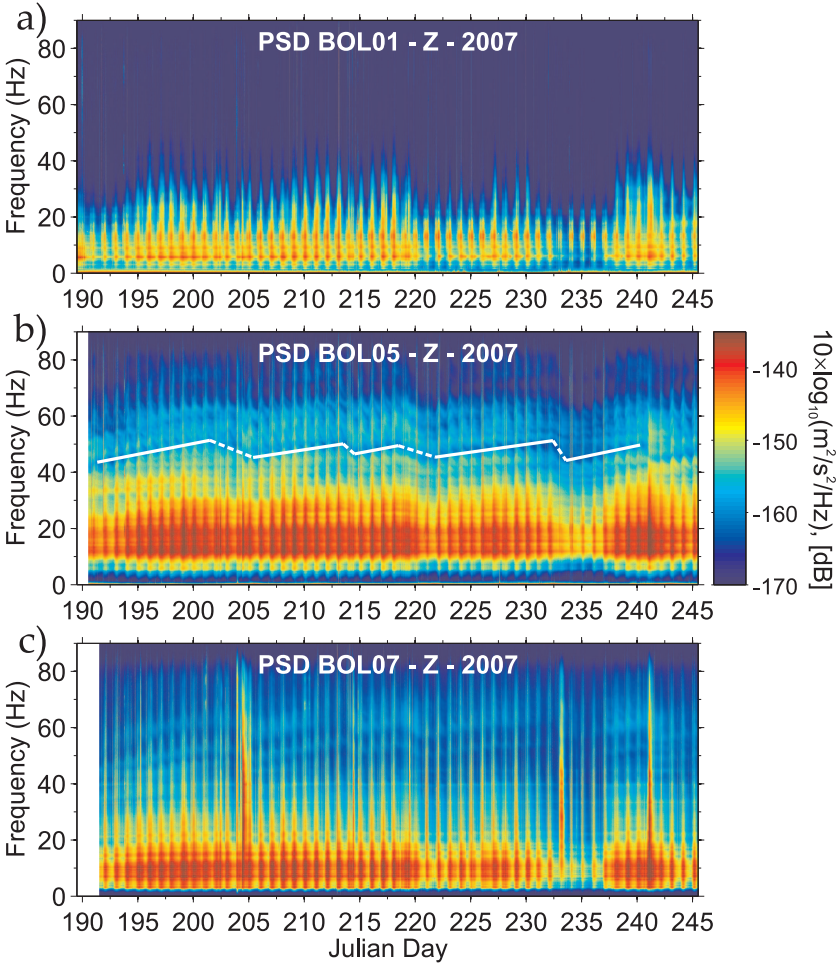 a)
PSD BOL01 - Z - 2007
Frequency (Hz)
80
60
40
20
0
190 195 200 205 210 215 220 225 230 235 240 245
b)
PSD BOL05 - Z - 2007
Frequency (Hz)
80
60
40
20
0
190 195 200 205 210 215 220 225 230 235 240 245
-140
-150
-160
-170
10×log₁₀(m²/s²/Hz), [dB]
c)
PSD BOL07 - Z - 2007
Frequency (Hz)
80
60
40
20
0
190 195 200 205 210 215 220 225 230 235 240 245
Julian Day